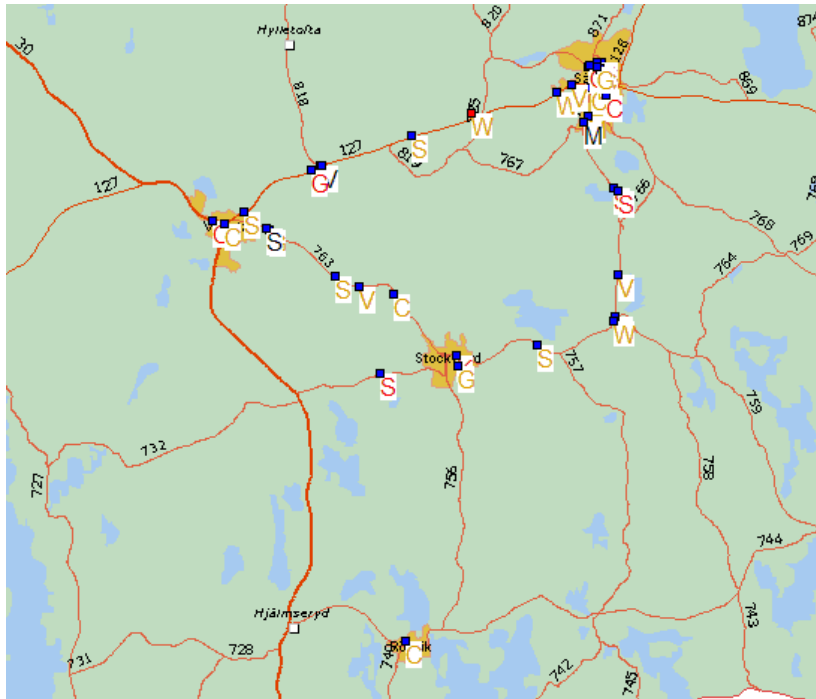 820
871
874
30
Hylletofta
128
G
869
W
V
C
C
W
M
818
S
127
767
G
V
766
S
127
768
769
S
C
S
764
763
S
V
C
V
W
S
757
G
S
759
732
756
758
727
744
Hjälmseryd
743
728
C
731
742
745